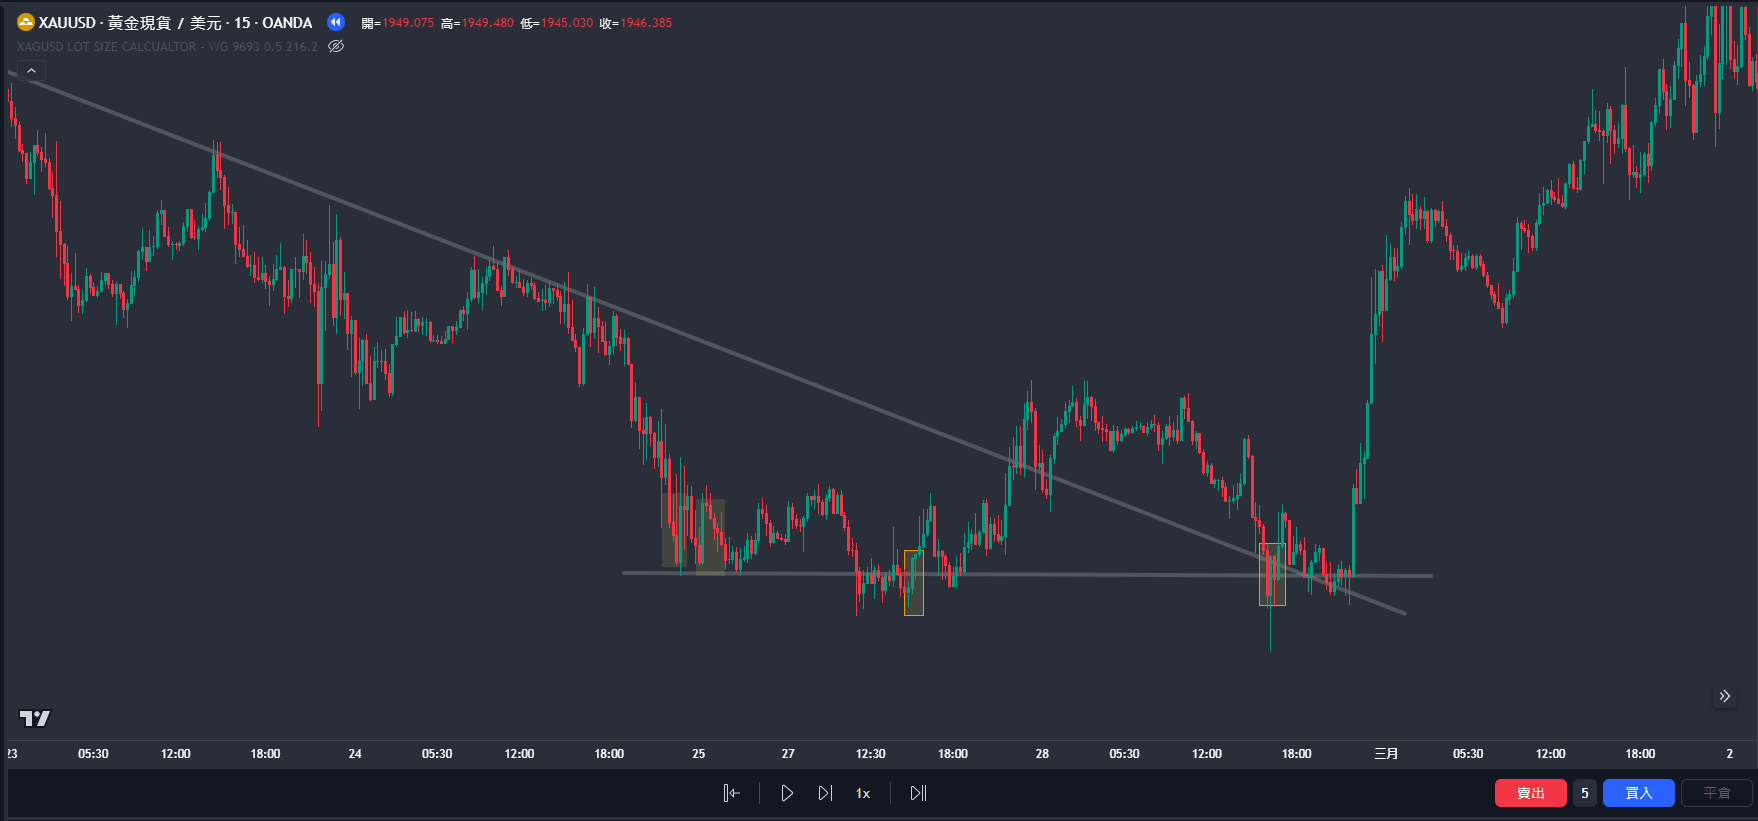 XAUUSD · 黃金現貨 / 美元 · 15 · OANDA 開=1949.075 高=1949.480 低=1945.030 收=1946.385
XAGUSD LOT SIZE CALCUALTOR - WG 9693 0.5 216.2
23 05:30 12:00 18:00 24 05:30 12:00 18:00 25 27 12:30 18:00 28 05:30 12:00 18:00 三月 05:30 12:00 18:00 2
1x 賣出 5 買入 平倉